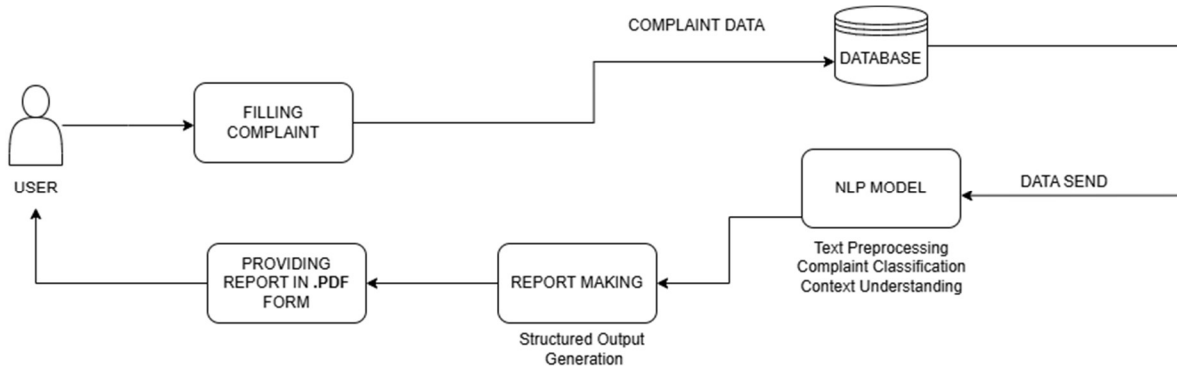 COMPLAINT DATA
DATABASE
FILLING
COMPLAINT
USER
NLP MODEL
DATA SEND
Text Preprocessing
Complaint Classification
Context Understanding
PROVIDING
REPORT IN .PDF
FORM
REPORT MAKING
Structured Output
Generation